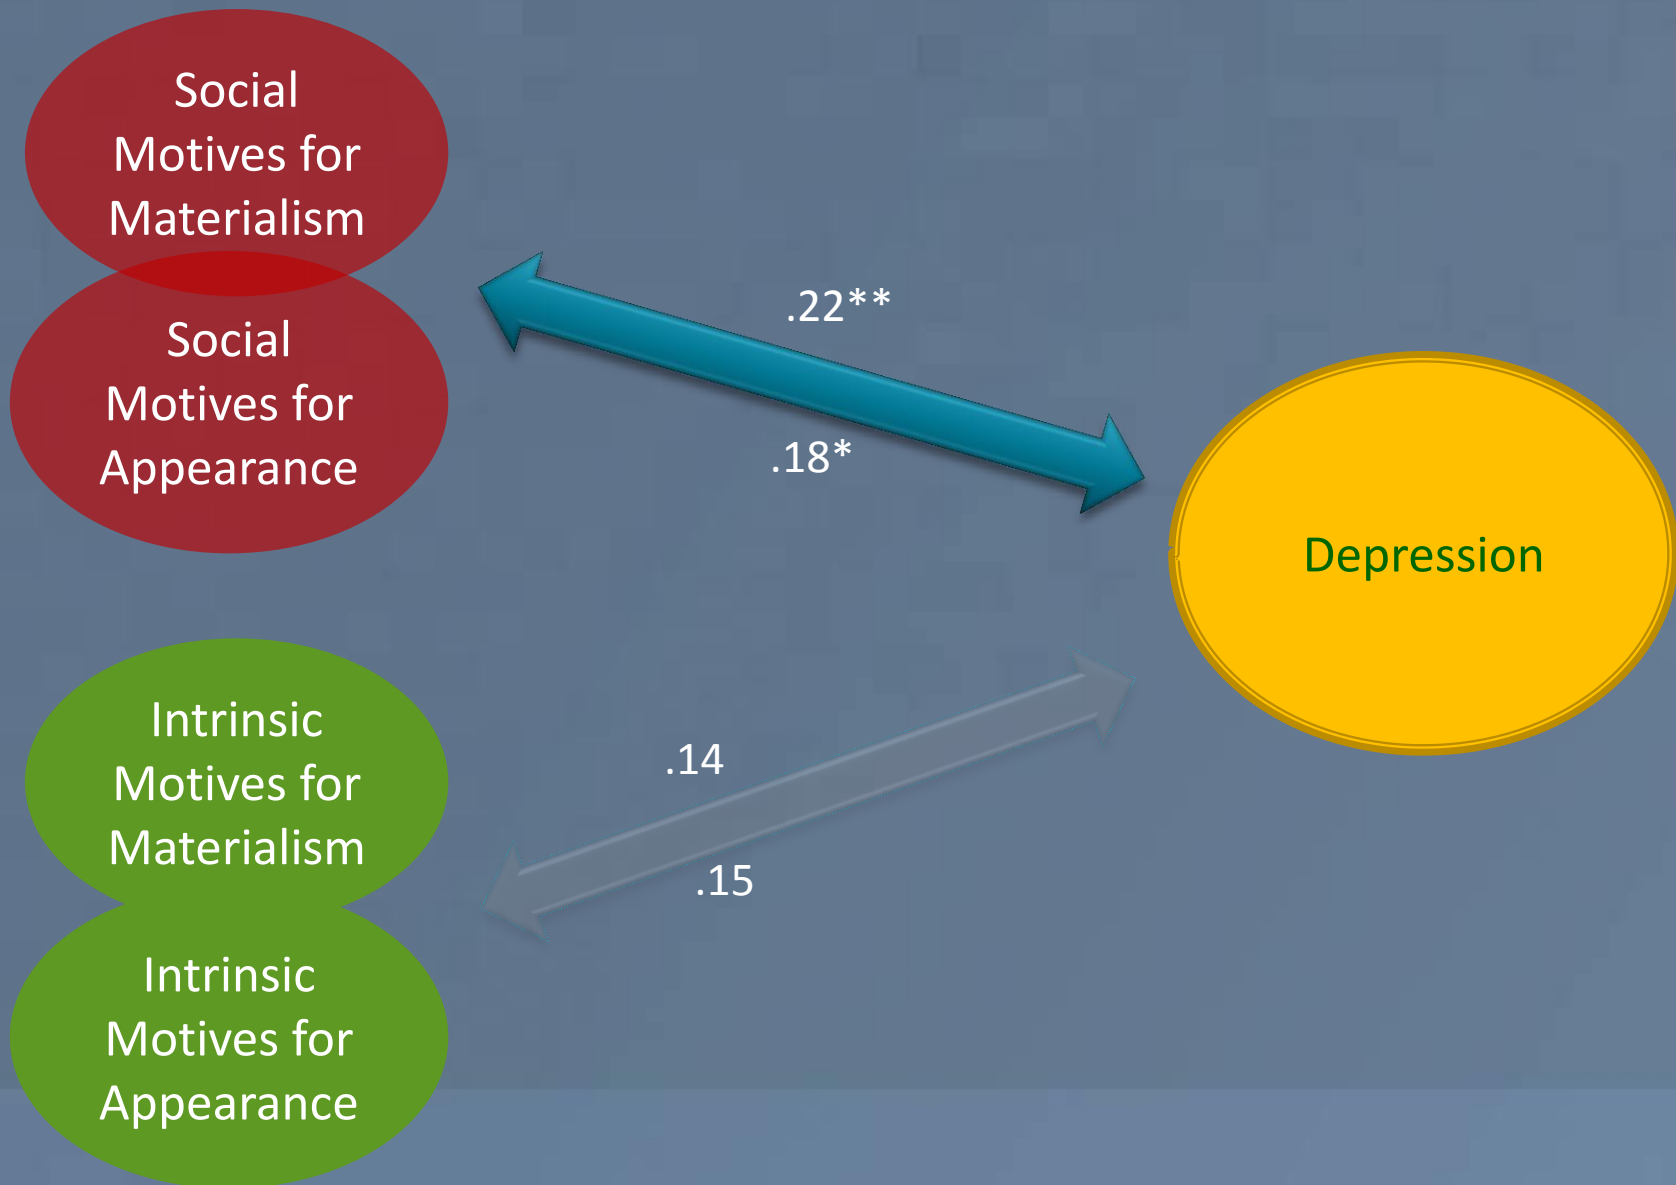 Social
Motives for
Materialism
Social
Motives for
Appearance
.22**
.18*
Depression
Intrinsic
Motives for
Materialism
.14
.15
Intrinsic
Motives for
Appearance